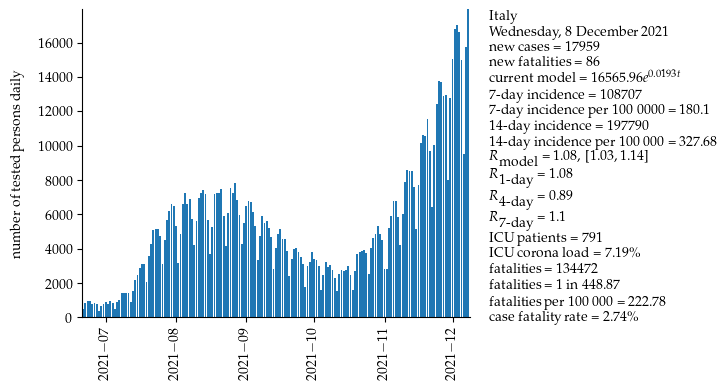 number of tested persons daily
16000
14000
12000
10000
8000
6000
4000
2000
0
2021−07
2021−08
2021−09
2021−10
2021−11
2021−12
Italy
Wednesday, 8 December 2021
new cases = 17959
new fatalities = 86
current model = 16565.96e^0.0193t
7-day incidence = 108707
7-day incidence per 100 0000 = 180.1
14-day incidence = 197790
14-day incidence per 100 000 = 327.68
R_model = 1.08, [1.03, 1.14]
R_1-day = 1.08
R_4-day = 0.89
R_7-day = 1.1
ICU patients = 791
ICU corona load = 7.19%
fatalities = 134472
fatalities = 1 in 448.87
fatalities per 100 000 = 222.78
case fatality rate = 2.74%